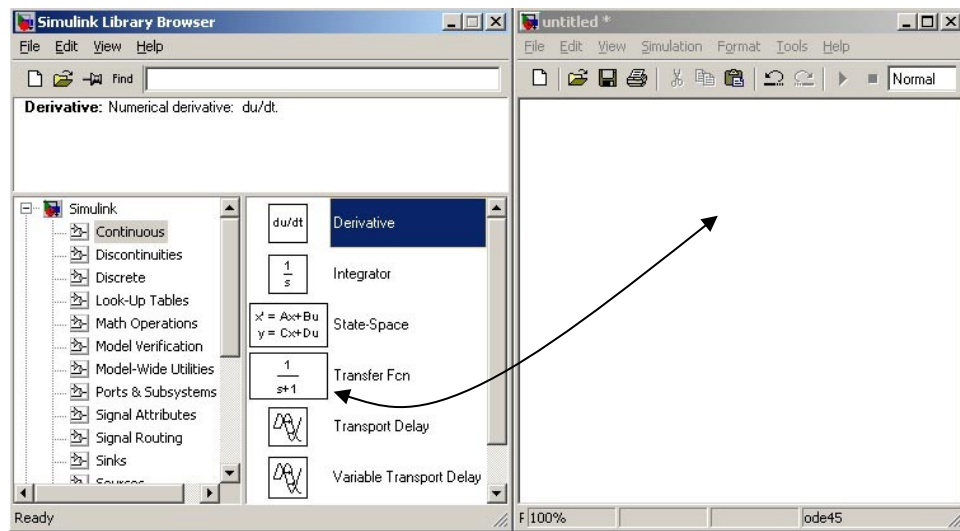 Simulink Library Browser
File Edit View Help
Find
Derivative: Numerical derivative: du/dt.
Simulink
Continuous
Discontinuities
Discrete
Look-Up Tables
Math Operations
Model Verification
Model-Wide Utilities
Ports & Subsystems
Signal Attributes
Signal Routing
Sinks
Sources
du/dt Derivative
1
s
Integrator
x' = Ax+Bu
y = Cx+Du
State-Space
1
s+1
Transfer Fcn
Transport Delay
Variable Transport Delay
Ready
untitled *
File Edit View Simulation Format Tools Help
Normal
F 100% ode45